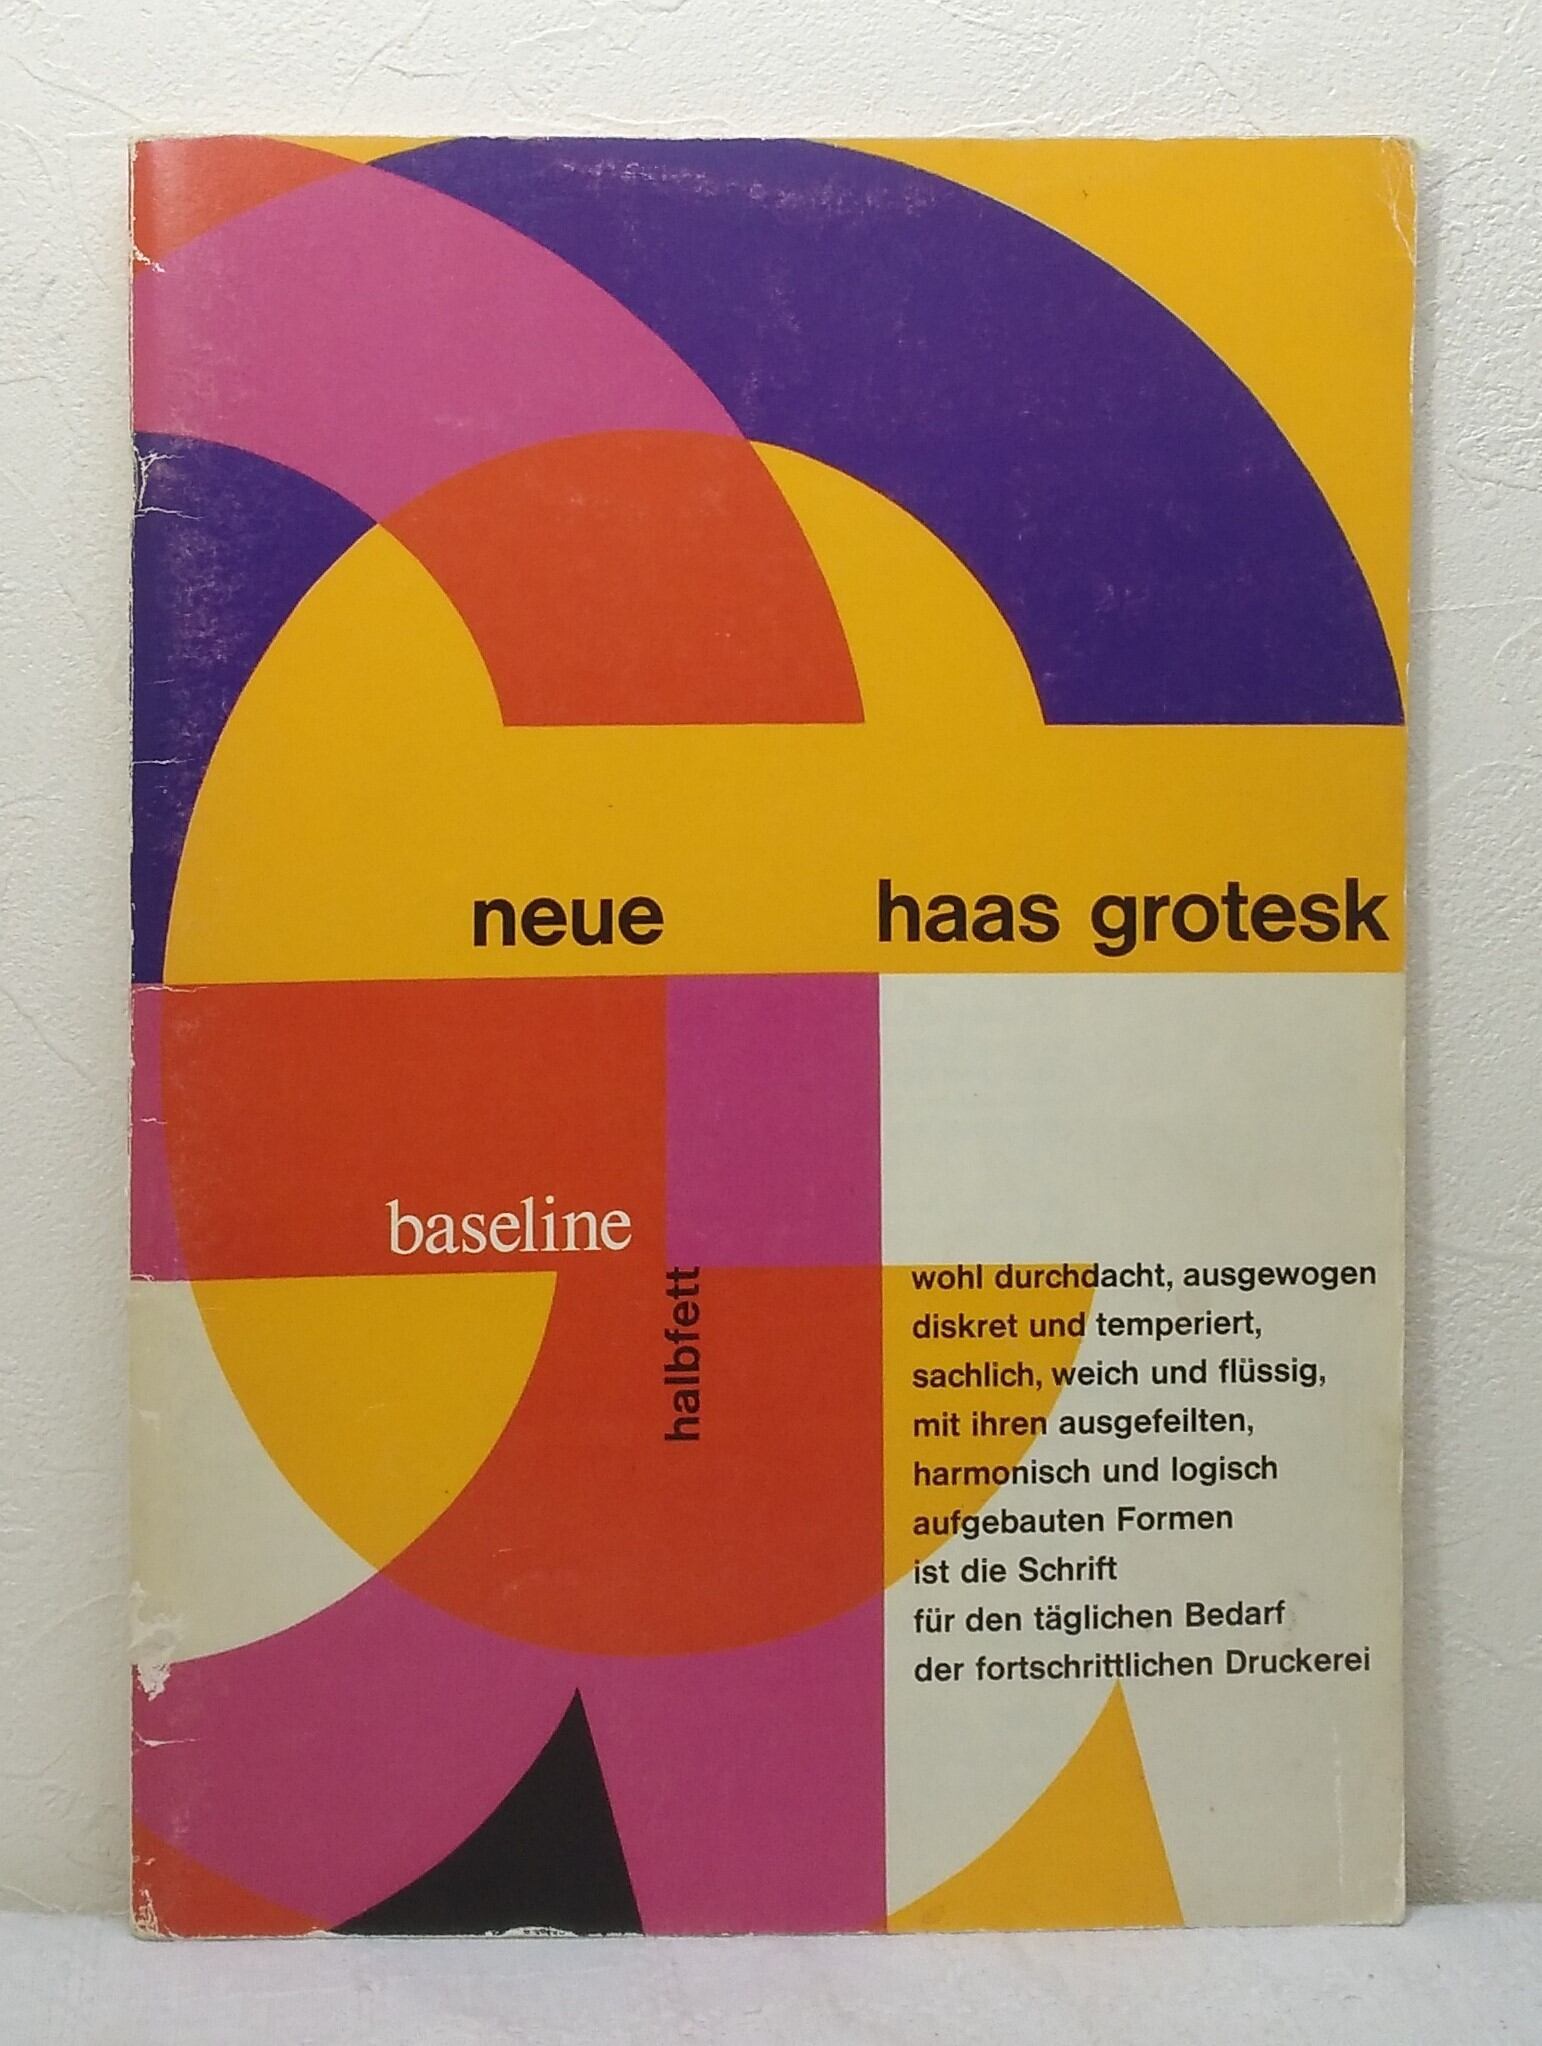 neue haas grotesk
baseline
halbfett
wohl durchdacht, ausgewogen
diskret und temperiert,
sachlich, weich und flüssig,
mit ihren ausgefeilten,
harmonisch und logisch
aufgebauten Formen
ist die Schrift
für den täglichen Bedarf
der fortschrittlichen Druckerei